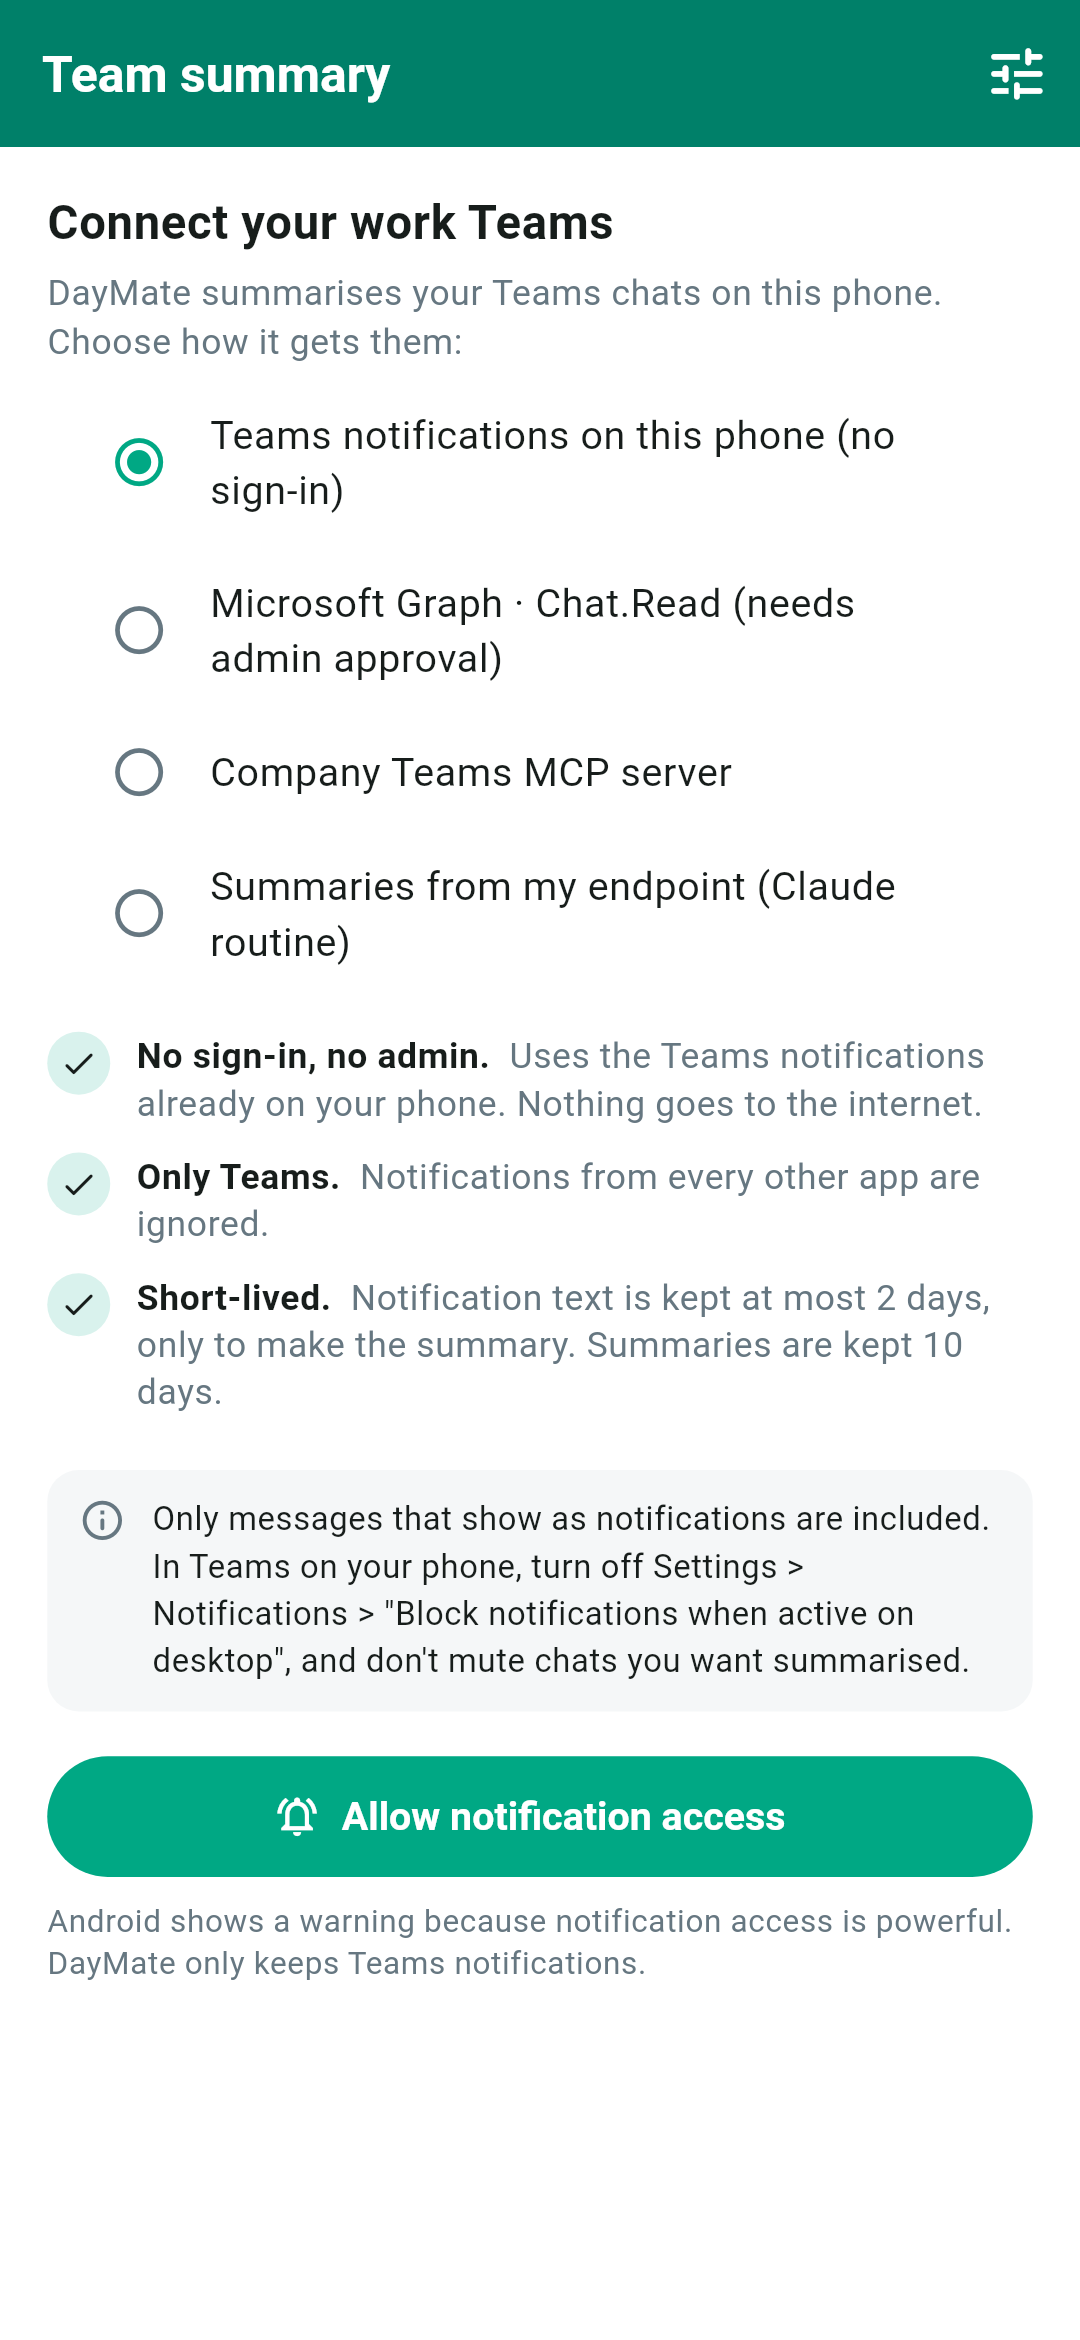 Team summary
Connect your work Teams
DayMate summarises your Teams chats on this phone.
Choose how it gets them:
Teams notifications on this phone (no
sign-in)
Microsoft Graph · Chat.Read (needs
admin approval)
Company Teams MCP server
Summaries from my endpoint (Claude
routine)
No sign-in, no admin. Uses the Teams notifications
already on your phone. Nothing goes to the internet.
Only Teams. Notifications from every other app are
ignored.
Short-lived. Notification text is kept at most 2 days,
only to make the summary. Summaries are kept 10
days.
Only messages that show as notifications are included.
In Teams on your phone, turn off Settings >
Notifications > "Block notifications when active on
desktop", and don't mute chats you want summarised.
Allow notification access
Android shows a warning because notification access is powerful.
DayMate only keeps Teams notifications.